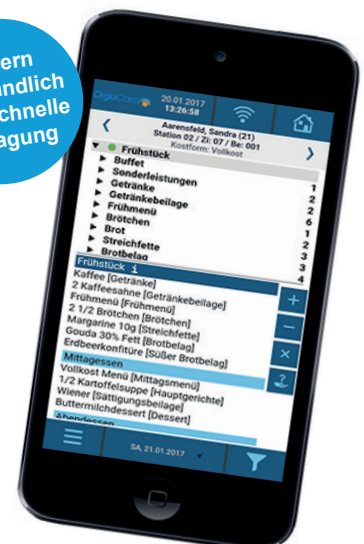 ern
ndlich
chnelle
agung
OrgaCard
20.01.2017
13:26:58
Aarensfeld, Sandra (21)
Station 02 / Zi: 07 / Be: 001
Kostform: Vollkost
Frühstück
Buffet 1
Sonderleistungen 2
Getränke 2
Getränkebeilage 6
Frühmenü 1
Brötchen 2
Brot 3
Streichfette 3
Brotbelag 4
Frühstück i
Kaffee [Getränke]
2 Kaffeesahne [Getränkebeilage]
Frühmenü [Frühmenü]
2 1/2 Brötchen [Brötchen]
Margarine 10g [Streichfette]
Gouda 30% Fett [Brotbelag]
Erdbeerkonfitüre [Süßer Brotbelag]
Mittagessen
Vollkost Menü [Mittagsmenü]
1/2 Kartoffelsuppe [Hauptgerichte]
Wiener [Sättigungsbeilage]
Buttermilchdessert [Dessert]
Abendessen
SA, 21.01.2017